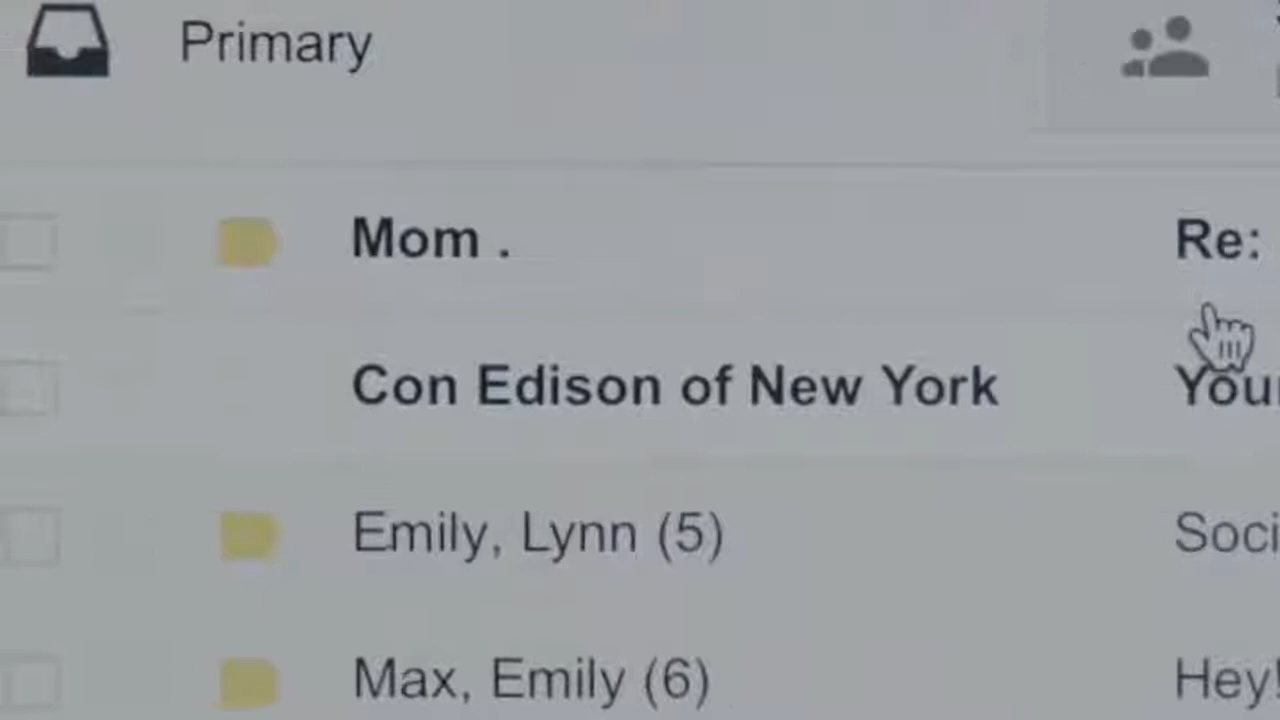 Primary
Mom . Re:
Con Edison of New York
Emily, Lynn (5)
Max, Emily (6) Hey!